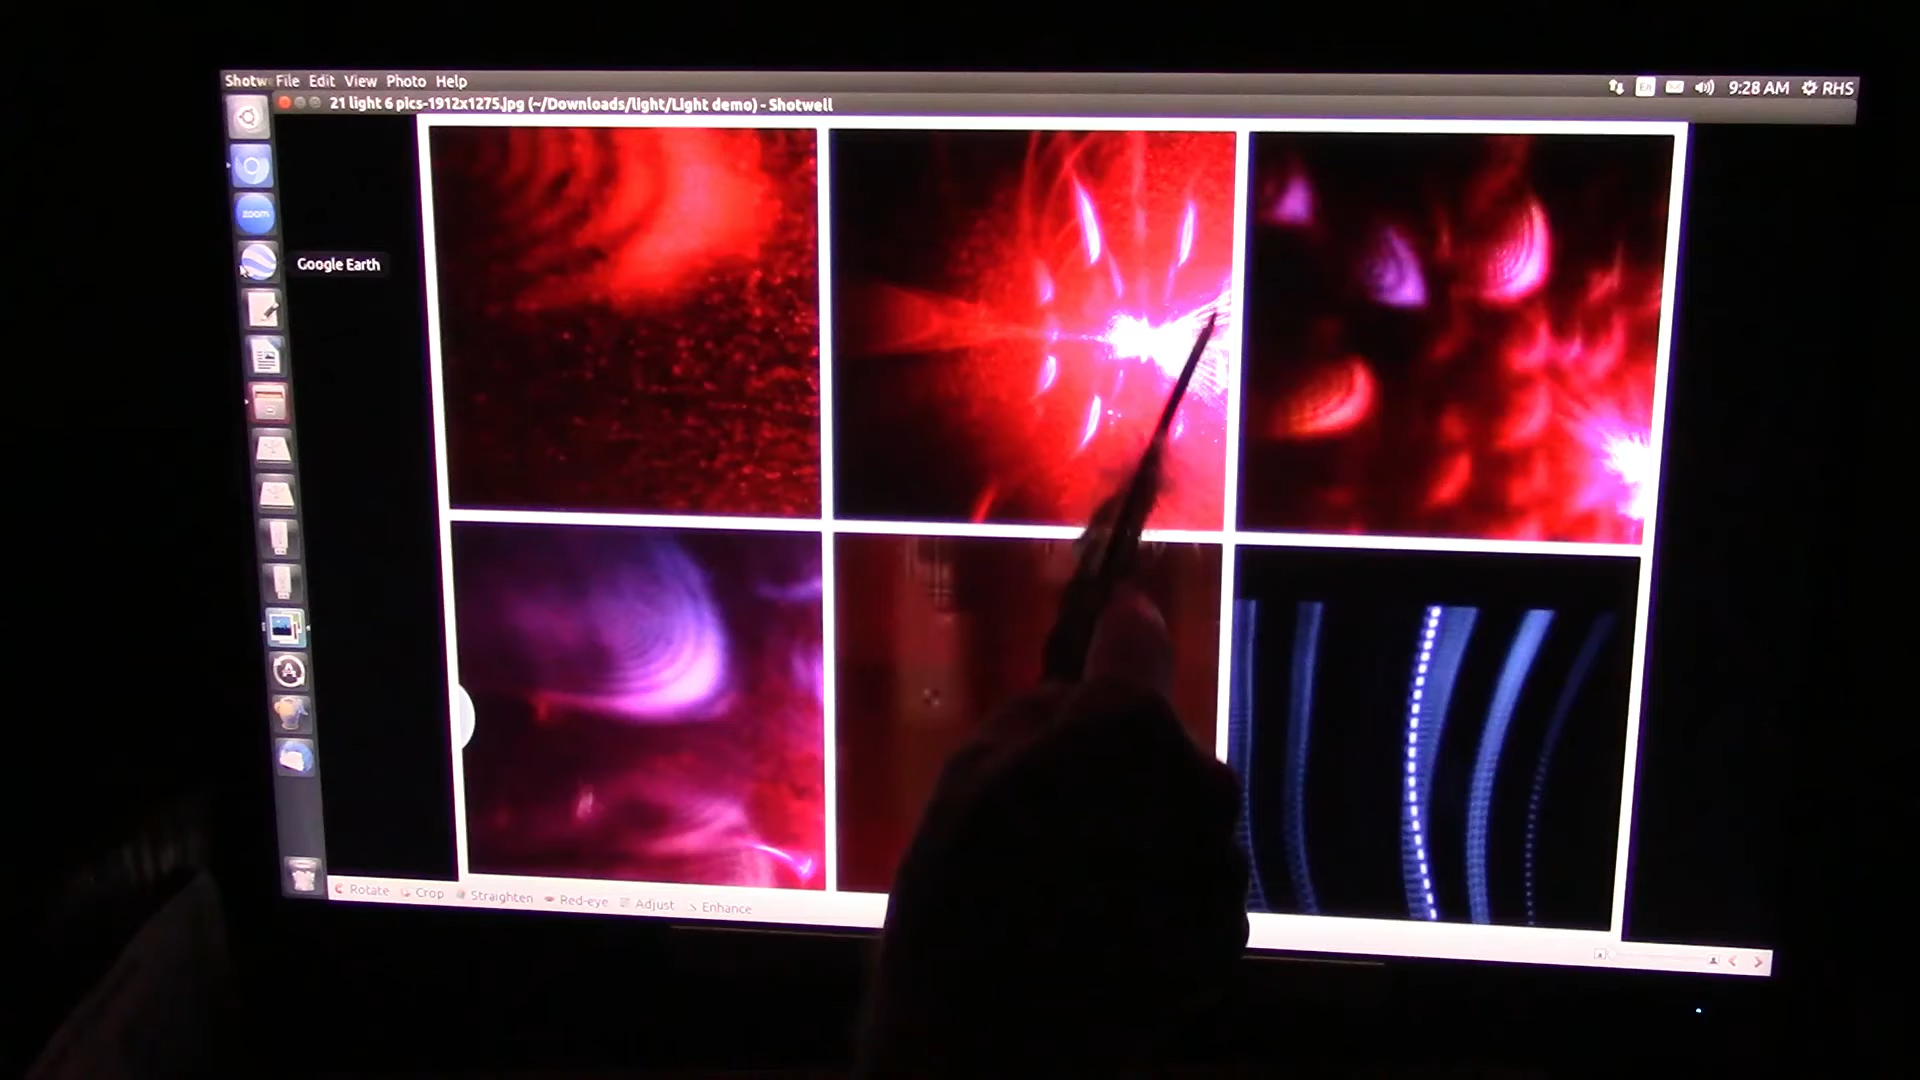 Shotw File Edit View Photo Help
9:28 AM RHS
21 light 6 pics-1912x1275.jpg (~/Downloads/light/Light demo) - Shotwell
zoom
Google Earth
Rotate Crop Straighten Red-eye Adjust Enhance